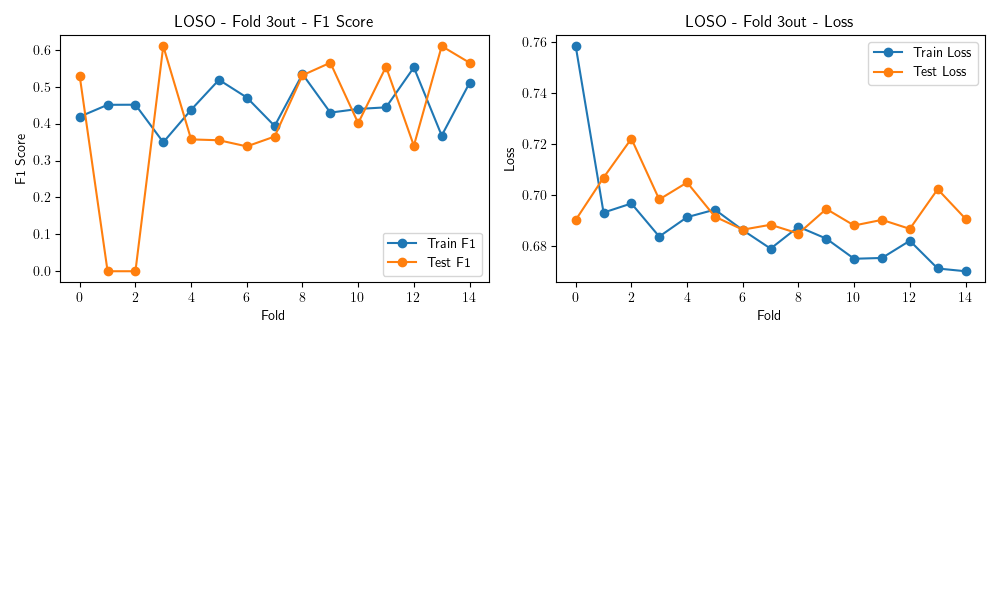 LOSO - Fold 3out - F1 Score
F1 Score
0.6
0.5
0.4
0.3
0.2
0.1
0.0
Train F1
Test F1
0 2 4 6 8 10 12 14
Fold
LOSO - Fold 3out - Loss
Loss
0.76
0.74
0.72
0.70
0.68
Train Loss
Test Loss
0 2 4 6 8 10 12 14
Fold